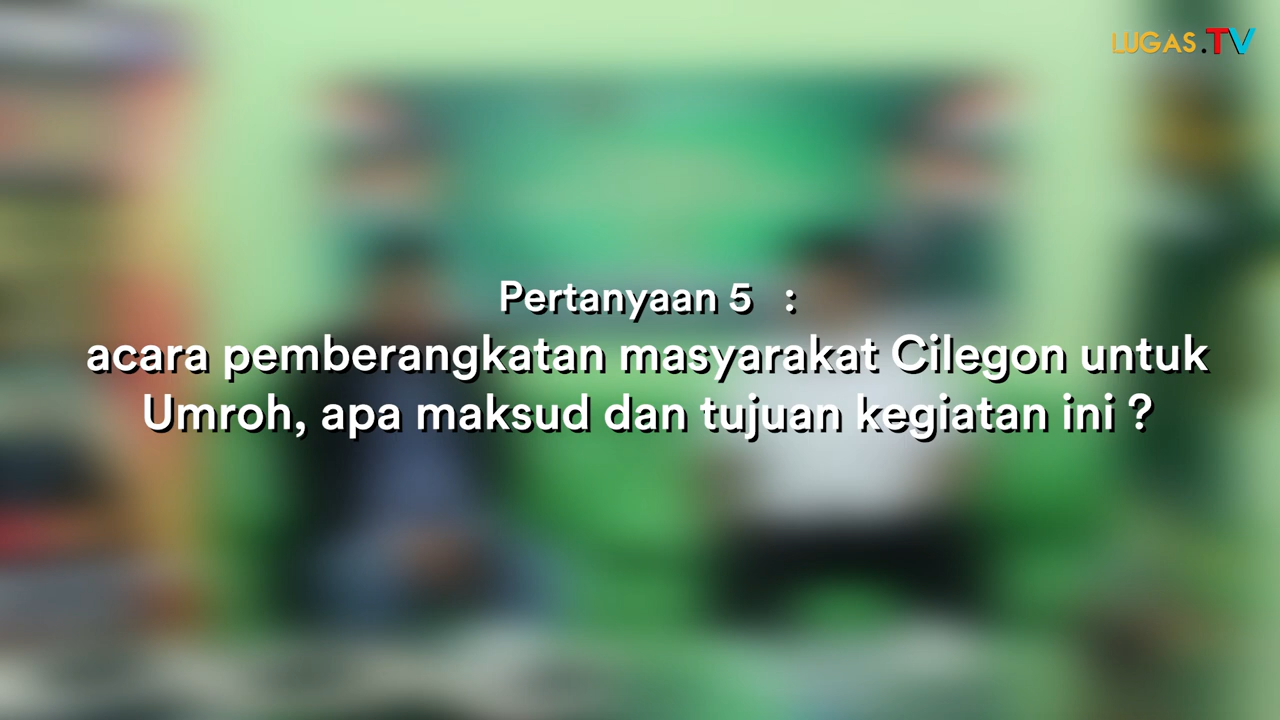 LUGAS.TV
Pertanyaan 5 :
acara pemberangkatan masyarakat Cilegon untuk
Umroh, apa maksud dan tujuan kegiatan ini ?